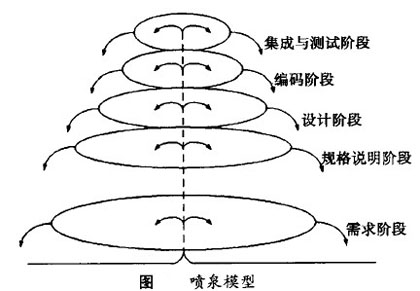 集成与测试阶段
编码阶段
设计阶段
规格说明阶段
需求阶段
图 喷泉模型